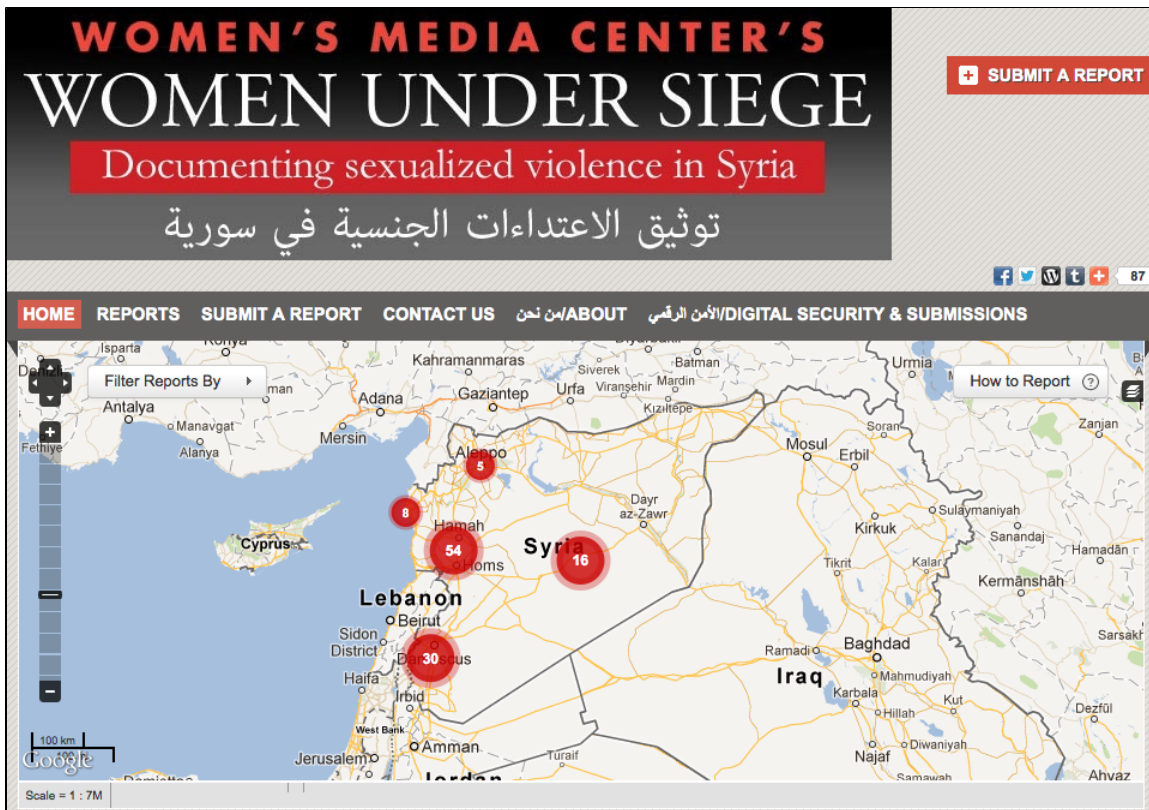 WOMEN'S MEDIA CENTER'S
WOMEN UNDER SIEGE
Documenting sexualized violence in Syria
توثيق الاعتداءات الجنسية في سورية
SUBMIT A REPORT
87
HOME REPORTS SUBMIT A REPORT CONTACT US من نحن/ABOUT الأمن الرقمي/DIGITAL SECURITY & SUBMISSIONS
Filter Reports By
How to Report ?
Isparta
Konya
Kahramanmaras
Siverek
Batman
Urmia
Adana
Gaziantep
Urfa
Viranşehir
Mardin
Kızıltepe
Antalya
Manavgat
Alanya
Fethiye
Mersin
Soran
Zanjan
Aleppo
5
Mosul
Erbil
8
Dayr
az-Zawr
Kirkuk
Sulaymaniyah
Sanandaj
Hamadān
Hamah
54
Homs
Cyprus
Syria
16
Tikrit
Kalar
Kermānshāh
Lebanon
Beirut
Sidon
District
30
Damascus
Ramadi
Baghdad
Iraq
Mahmudiyah
Haifa
Irbid
Karbala
Kut
Hillah
Dezfūl
West Bank
Amman
Jerusalem
Turaif
Diwaniyah
Najaf
Samawah
Ahvaz
Jordan
100 km
Google
Scale = 1 : 7M